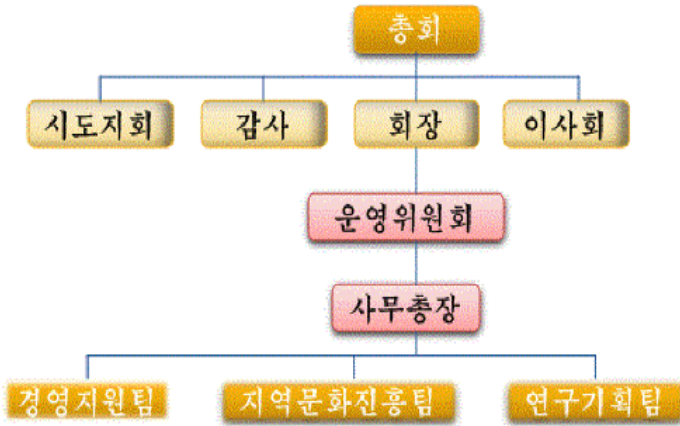 총회
시도지회 감사 회장 이사회
운영위원회
사무총장
경영지원팀 지역문화진흥팀 연구기획팀